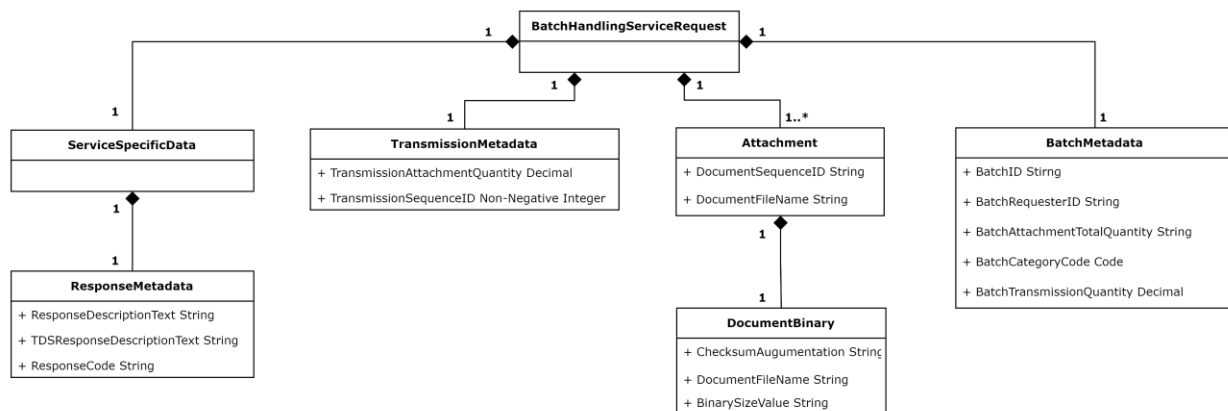 BatchHandlingServiceRequest
1
1
1
1
1
1
1..*
1
ServiceSpecificData
TransmissionMetadata
+ TransmissionAttachmentQuantity Decimal
+ TransmissionSequenceID Non-Negative Integer
Attachment
+ DocumentSequenceID String
+ DocumentFileName String
BatchMetadata
+ BatchID Stirng
+ BatchRequesterID String
+ BatchAttachmentTotalQuantity String
+ BatchCategoryCode Code
+ BatchTransmissionQuantity Decimal
1
1
1
1
ResponseMetadata
+ ResponseDescriptionText String
+ TDSResponseDescriptionText String
+ ResponseCode String
DocumentBinary
+ ChecksumAugumentation String
+ DocumentFileName String
+ BinarySizeValue String